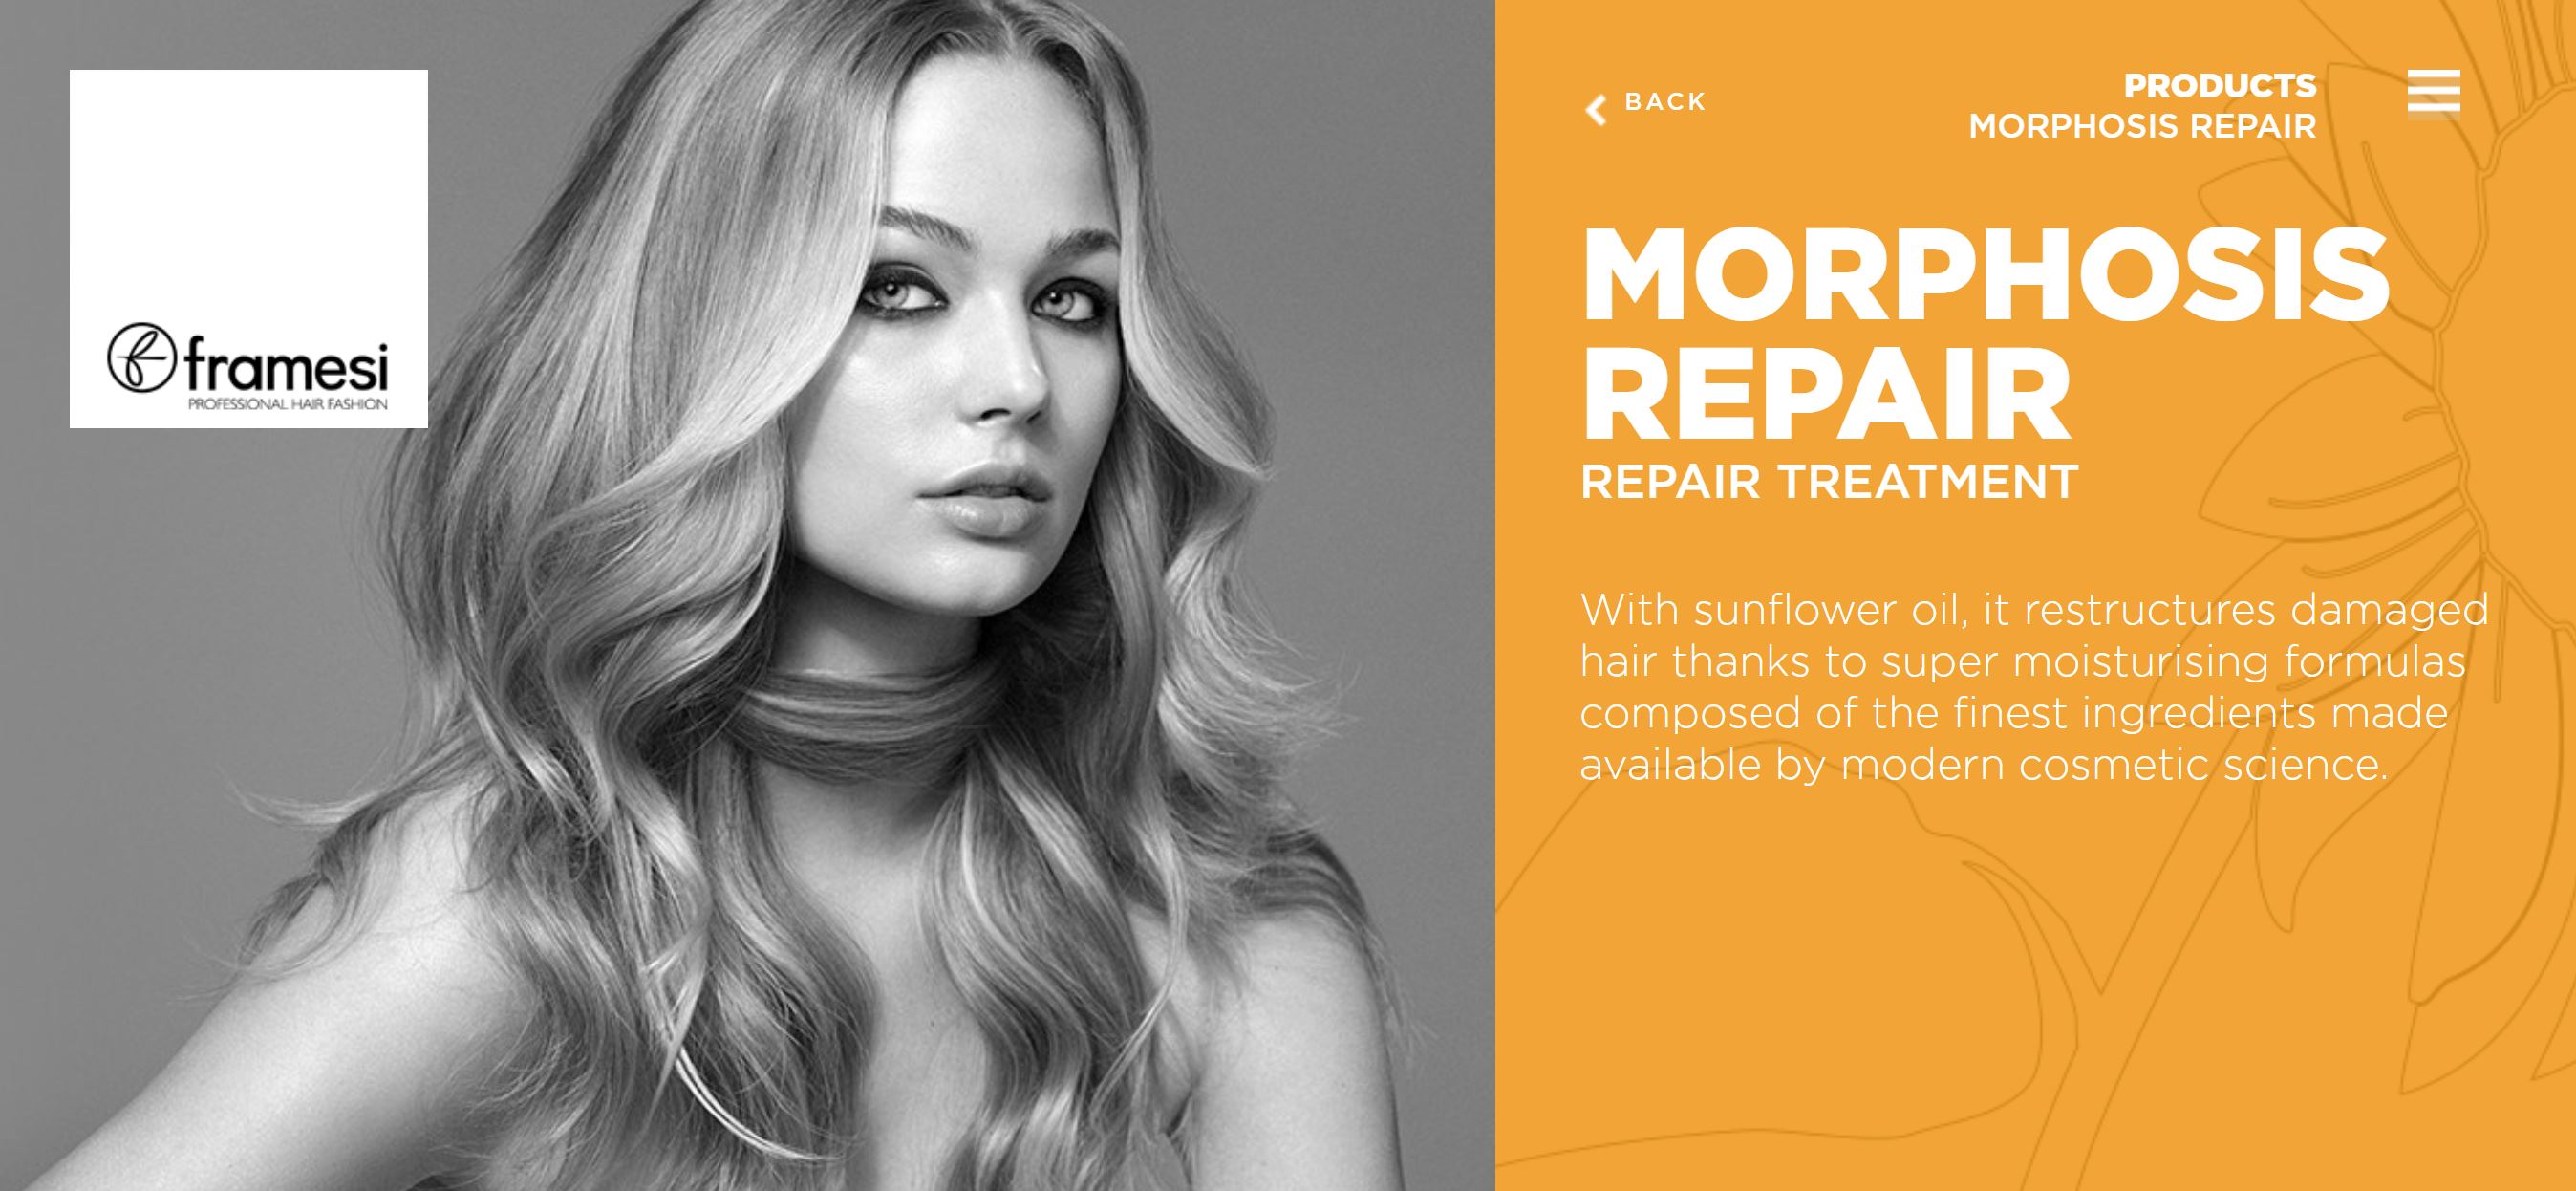 framesi
PROFESSIONAL HAIR FASHION
BACK
PRODUCTS
MORPHOSIS REPAIR
MORPHOSIS
REPAIR
REPAIR TREATMENT
With sunflower oil, it restructures damaged
hair thanks to super moisturising formulas
composed of the finest ingredients made
available by modern cosmetic science.